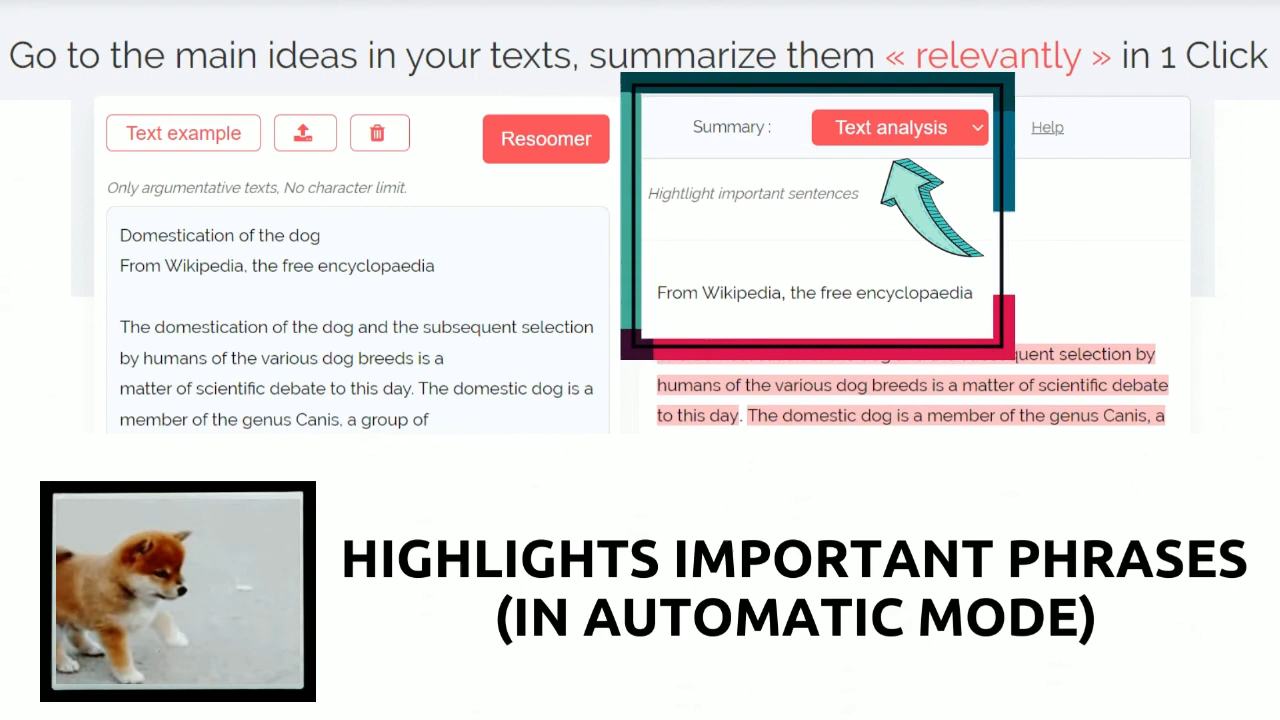 Go to the main ideas in your texts, summarize them « relevantly » in 1 Click
Text example
Resoomer
Only argumentative texts, No character limit.
Domestication of the dog
From Wikipedia, the free encyclopaedia
The domestication of the dog and the subsequent selection
by humans of the various dog breeds is a
matter of scientific debate to this day. The domestic dog is a
member of the genus Canis, a group of
Summary :
Text analysis
Help
Hightlight important sentences
From Wikipedia, the free encyclopaedia
quent selection by
humans of the various dog breeds is a matter of scientific debate
to this day. The domestic dog is a member of the genus Canis, a
HIGHLIGHTS IMPORTANT PHRASES
(IN AUTOMATIC MODE)